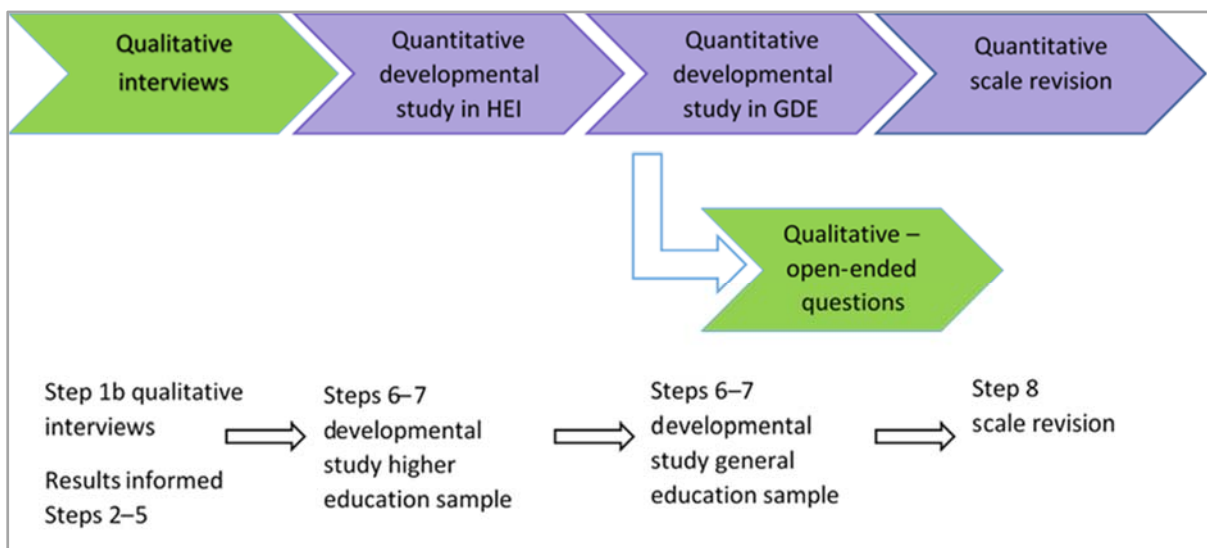 Qualitative
interviews
Quantitative
developmental
study in HEI
Quantitative
developmental
study in GDE
Quantitative
scale revision
Qualitative –
open-ended
questions
Step 1b qualitative
interviews
Results informed
Steps 2–5
Steps 6–7
developmental
study higher
education sample
Steps 6–7
developmental
study general
education sample
Step 8
scale revision